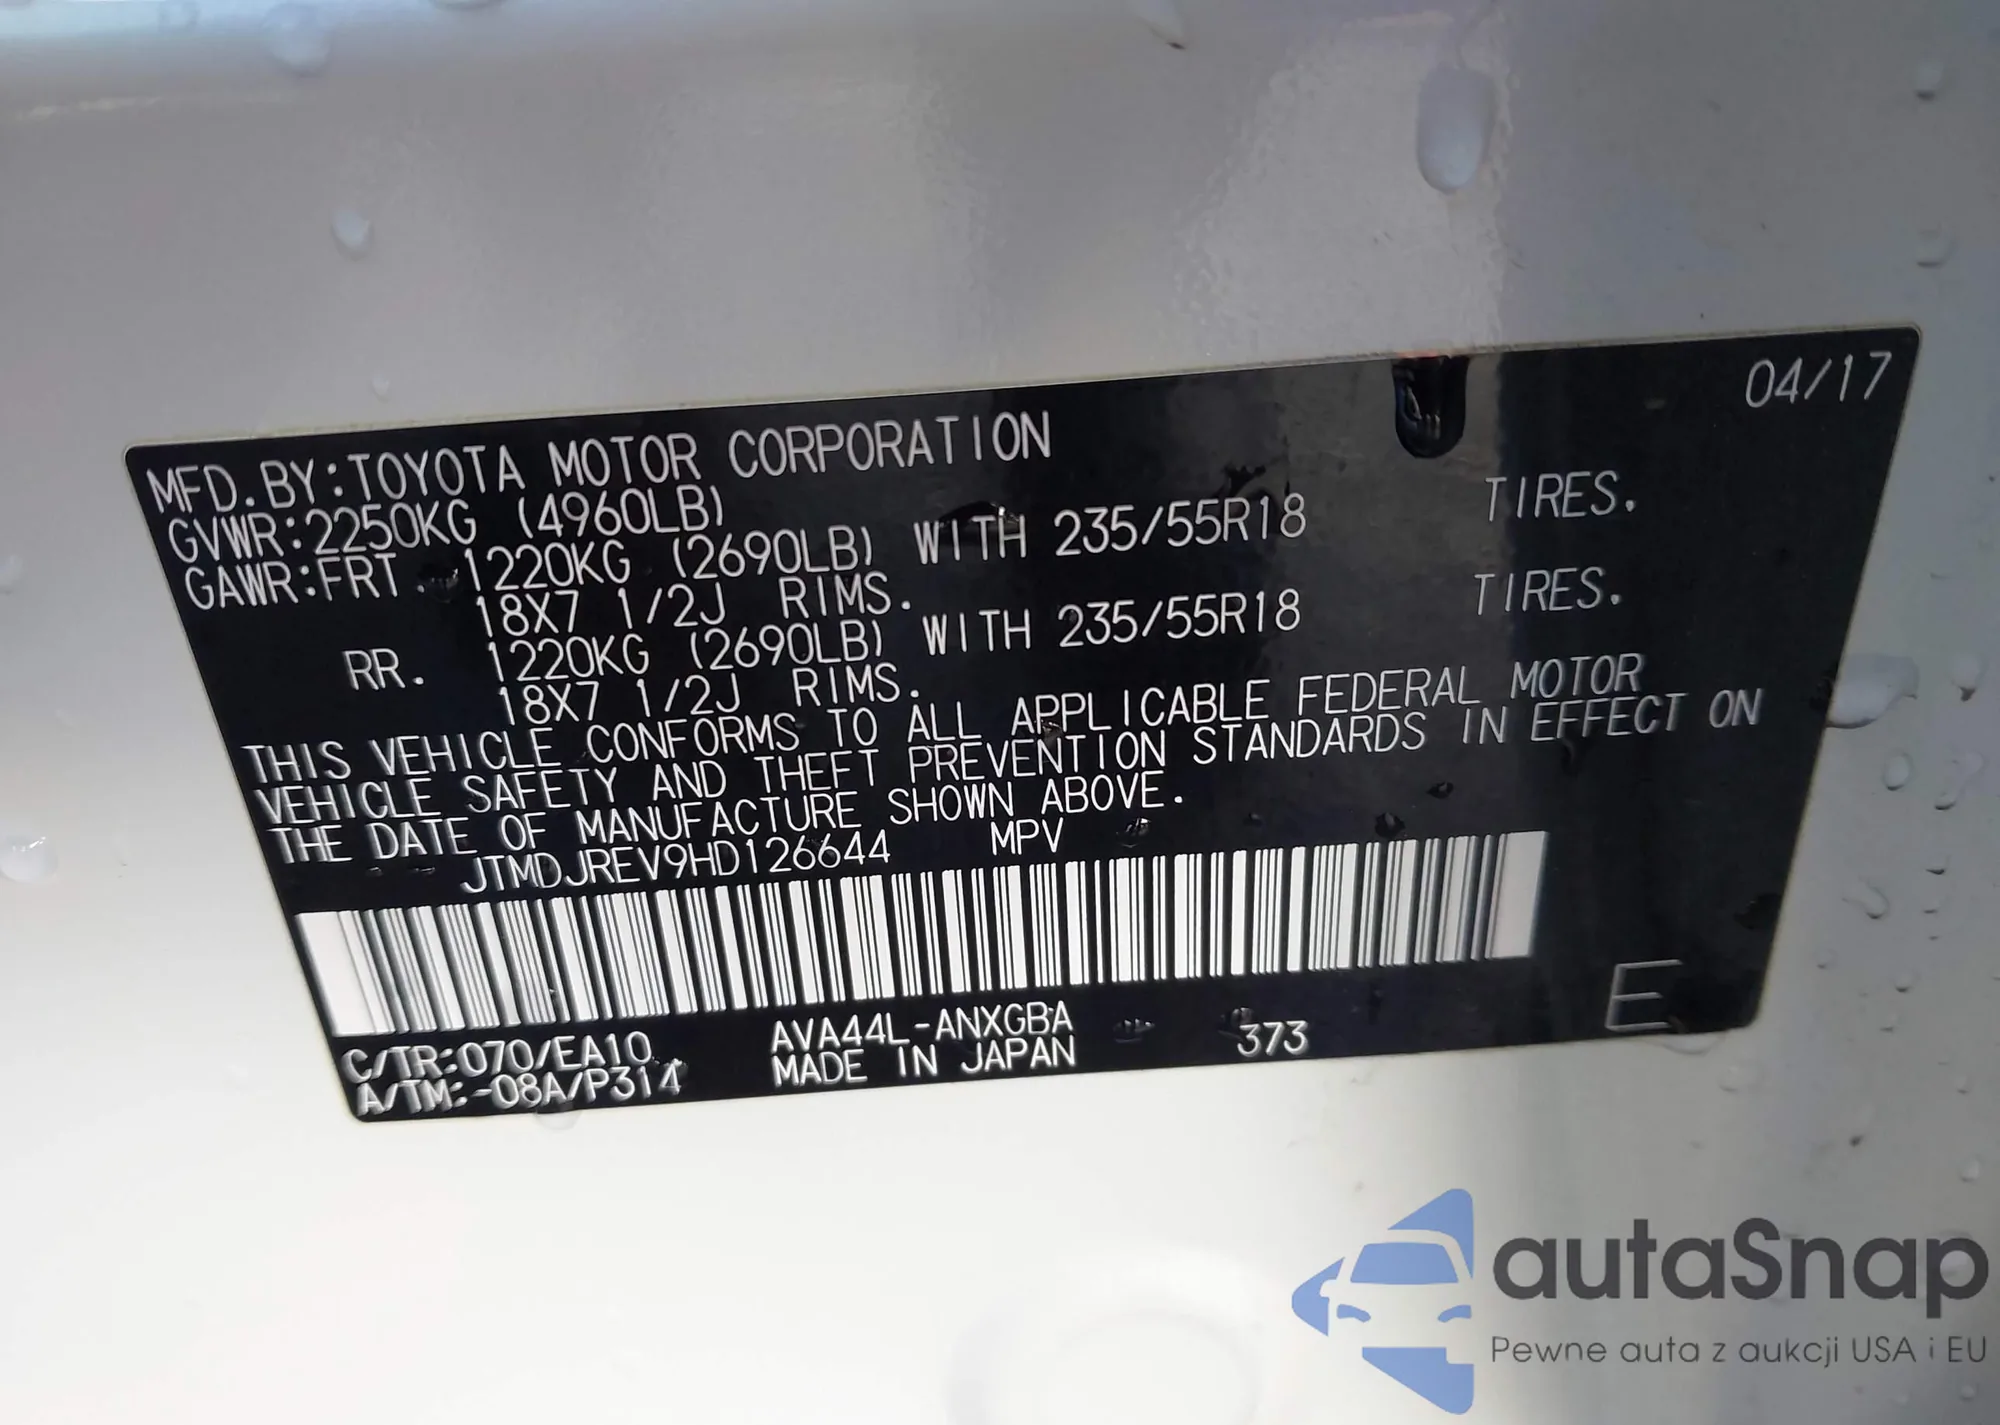 04/17
MFD.BY:TOYOTA MOTOR CORPORATION
GVWR:2250KG (4960LB)
GAWR:FRT. 1220KG (2690LB) WITH 235/55R18 TIRES.
18X7 1/2J RIMS.
RR. 1220KG (2690LB) WITH 235/55R18 TIRES.
18X7 1/2J RIMS.
THIS VEHICLE CONFORMS TO ALL APPLICABLE FEDERAL MOTOR
VEHICLE SAFETY AND THEFT PREVENTION STANDARDS IN EFFECT ON
THE DATE OF MANUFACTURE SHOWN ABOVE.
JTMDJREV9HD126644 MPV
C/TR:070/EA10 AVA44L-ANXGBA 373 E
A/TM:-08A/P314 MADE IN JAPAN
autaSnap
Pewne auta z aukcji USA i EU